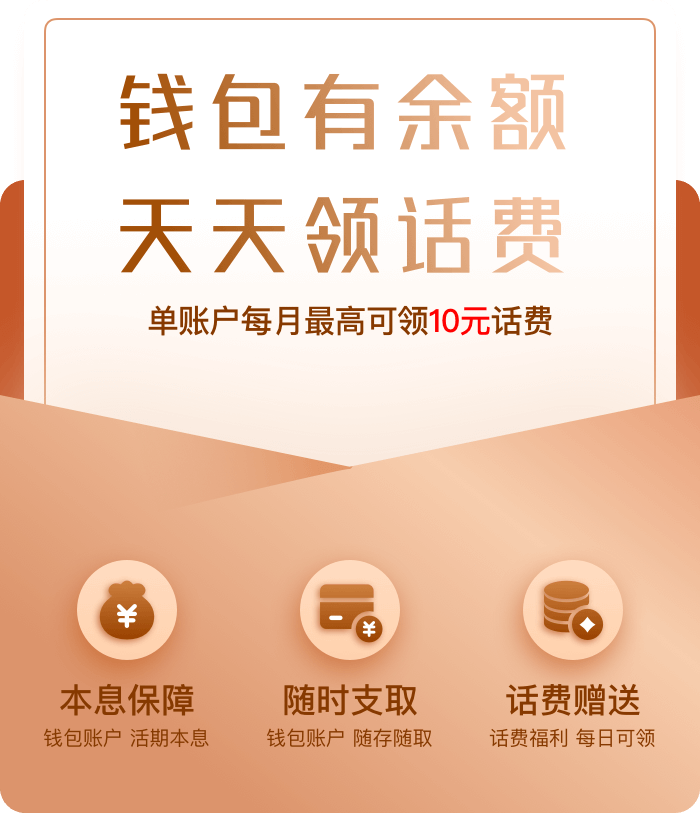 钱包有余额
天天领话费
单账户每月最高可领10元话费
本息保障
钱包账户 活期本息
随时支取
钱包账户 随存随取
话费赠送
话费福利 每日可领